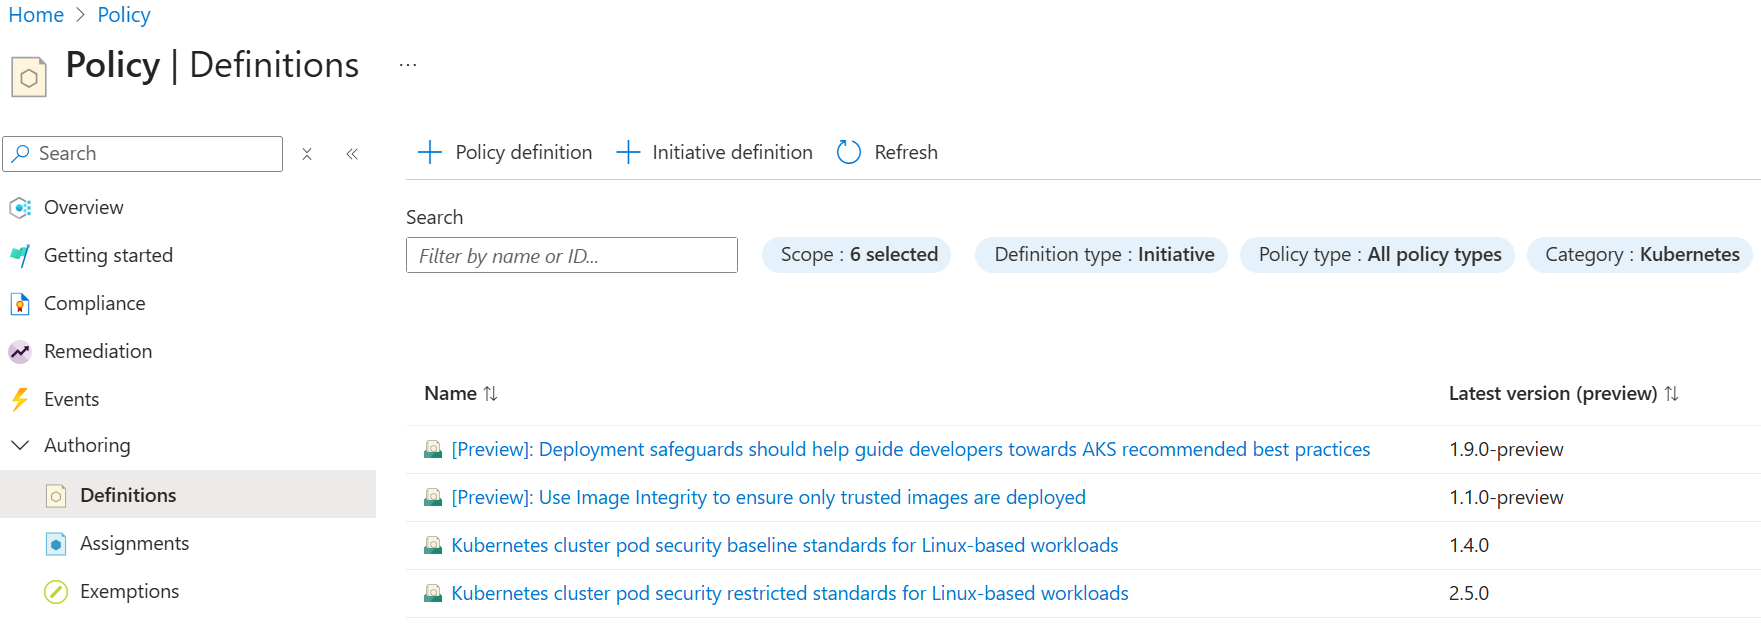 Home > Policy
Policy | Definitions ...
Search
Overview
Getting started
Compliance
Remediation
Events
Authoring
Definitions
Assignments
Exemptions
Policy definition Initiative definition Refresh
Search
Filter by name or ID...
Scope : 6 selected Definition type : Initiative Policy type : All policy types Category : Kubernetes
Name Latest version (preview)
[Preview]: Deployment safeguards should help guide developers towards AKS recommended best practices 1.9.0-preview
[Preview]: Use Image Integrity to ensure only trusted images are deployed 1.1.0-preview
Kubernetes cluster pod security baseline standards for Linux-based workloads 1.4.0
Kubernetes cluster pod security restricted standards for Linux-based workloads 2.5.0